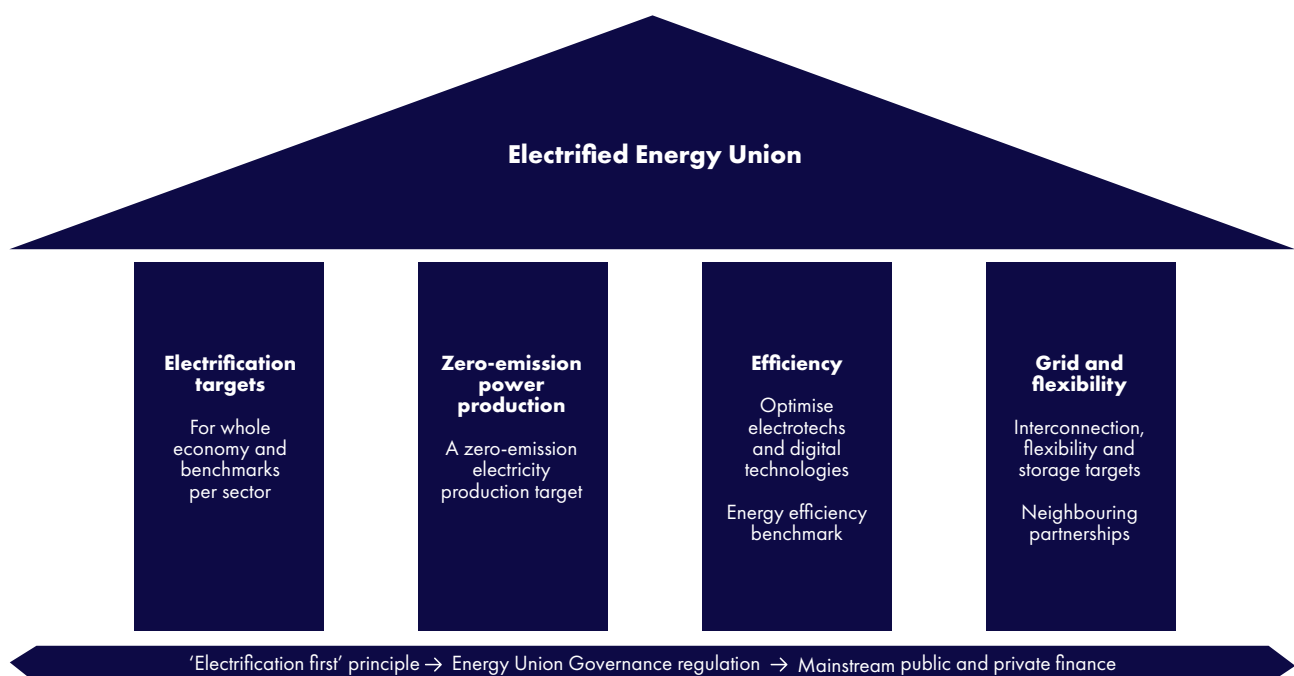 Electrified Energy Union
Electrification
targets
For whole
economy and
benchmarks
per sector
Zero-emission
power
production
A zero-emission
electricity
production target
Efficiency
Optimise
electrotechs
and digital
technologies
Energy efficiency
benchmark
Grid and
flexibility
Interconnection,
flexibility and
storage targets
Neighbouring
partnerships
‘Electrification first’ principle → Energy Union Governance regulation → Mainstream public and private finance